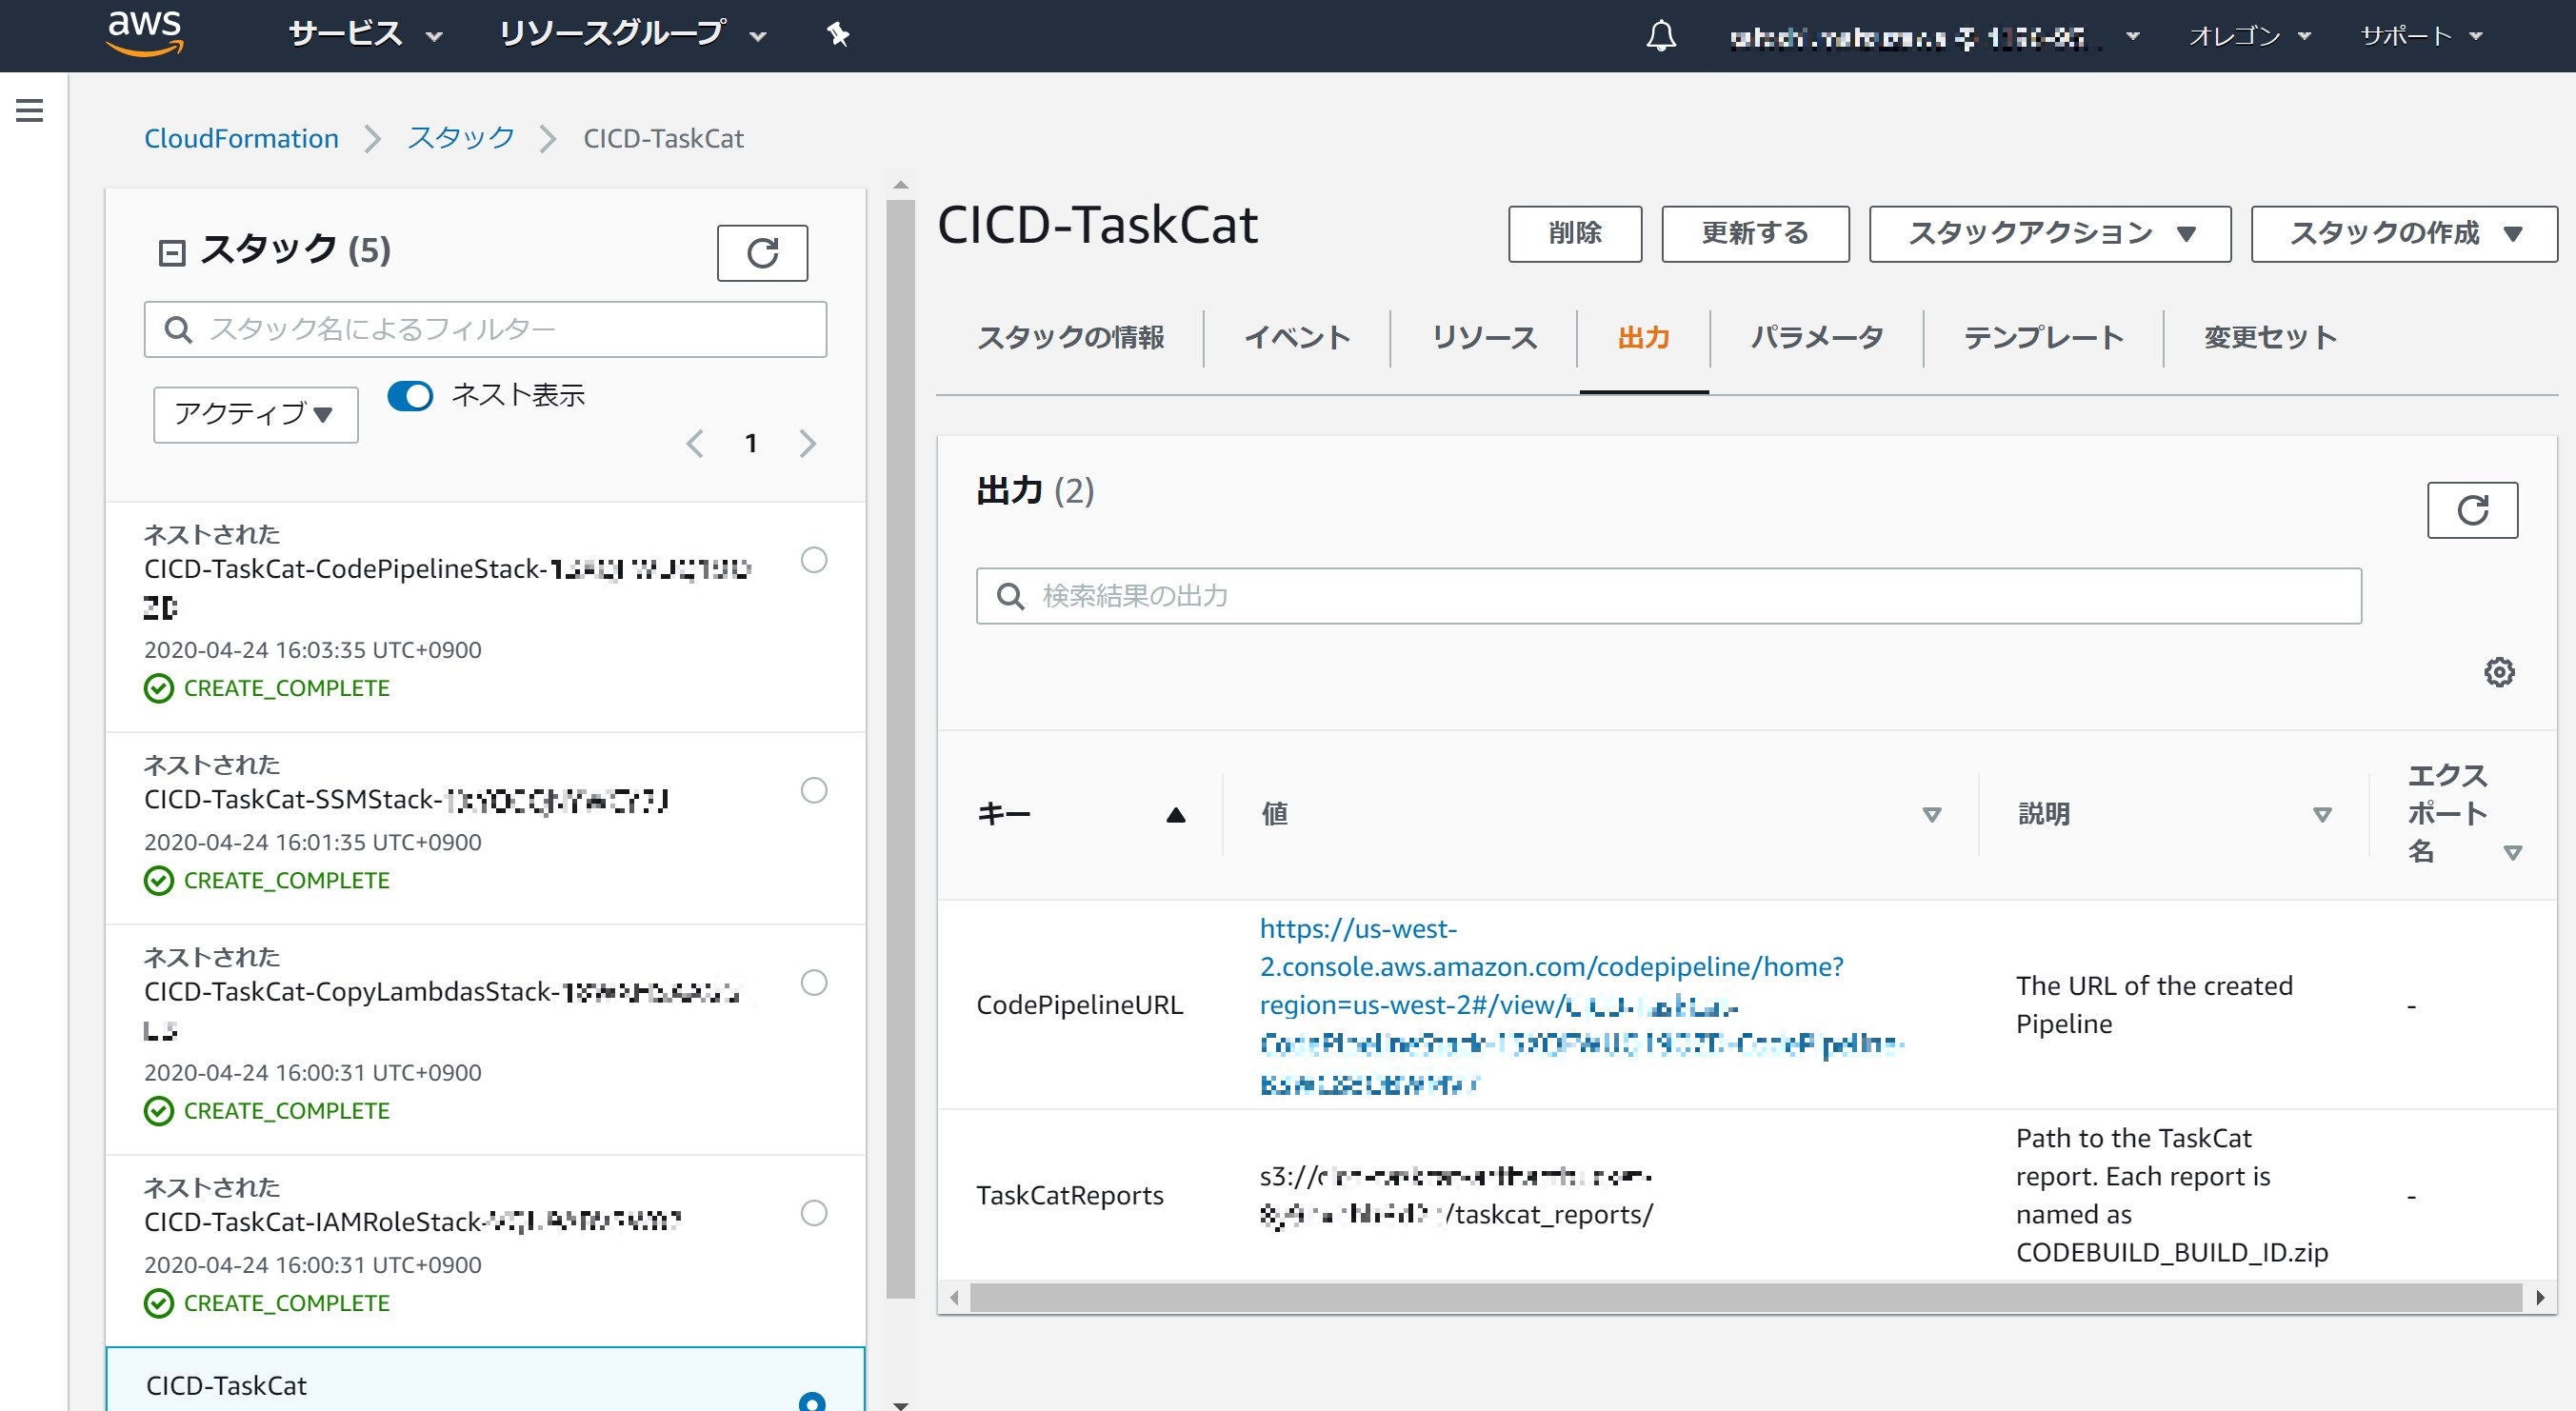 aws
サービス
リソースグループ
オレゴン
サポート
CloudFormation
スタック
CICD-TaskCat
スタック (5)
スタック名によるフィルター
アクティブ
ネスト表示
1
ネストされた
CICD-TaskCat-CodePipelineStack-
2020-04-24 16:03:35 UTC+0900
CREATE_COMPLETE
ネストされた
CICD-TaskCat-SSMStack-
2020-04-24 16:01:35 UTC+0900
CREATE_COMPLETE
ネストされた
CICD-TaskCat-CopyLambdasStack-
2020-04-24 16:00:31 UTC+0900
CREATE_COMPLETE
ネストされた
CICD-TaskCat-IAMRoleStack-
2020-04-24 16:00:31 UTC+0900
CREATE_COMPLETE
CICD-TaskCat
CICD-TaskCat
削除
更新する
スタックアクション
スタックの作成
スタックの情報
イベント
リソース
出力
パラメータ
テンプレート
変更セット
出力 (2)
検索結果の出力
キー
値
説明
エクス
ポート
名
CodePipelineURL
https://us-west-
2.console.aws.amazon.com/codepipeline/home?
region=us-west-2#/view/
The URL of the created
Pipeline
-
TaskCatReports
s3://
/taskcat_reports/
Path to the TaskCat
report. Each report is
named as
CODEBUILD_BUILD_ID.zip
-